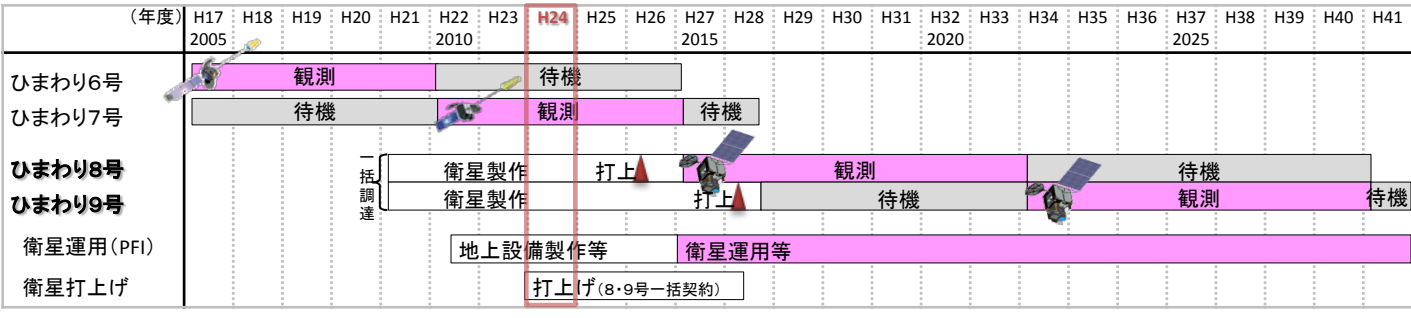 (年度) H17 H18 H19 H20 H21 H22 H23 H24 H25 H26 H27 H28 H29 H30 H31 H32 H33 H34 H35 H36 H37 H38 H39 H40 H41
2005 2010 2015 2020 2025
ひまわり6号 観測 待機
ひまわり7号 待機 観測 待機
一括調達
ひまわり8号 衛星製作 打上 観測 待機
ひまわり9号 衛星製作 打上 待機 観測 待機
衛星運用(PFI) 地上設備製作等 衛星運用等
衛星打上げ 打上げ(8・9号一括契約)